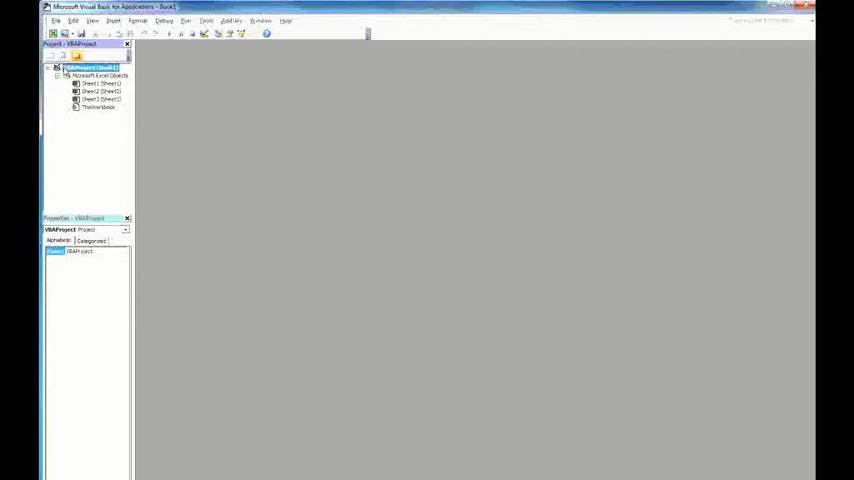 Microsoft Visual Basic for Applications - Book1
File Edit View Insert Format Debug Run Tools Add-Ins Window Help
Project - VBAProject
VBAProject (Book1)
Microsoft Excel Objects
Sheet1 (Sheet1)
Sheet2 (Sheet2)
Sheet3 (Sheet3)
ThisWorkbook
Properties - VBAProject
VBAProject Project
Alphabetic Categorized
(Name) VBAProject